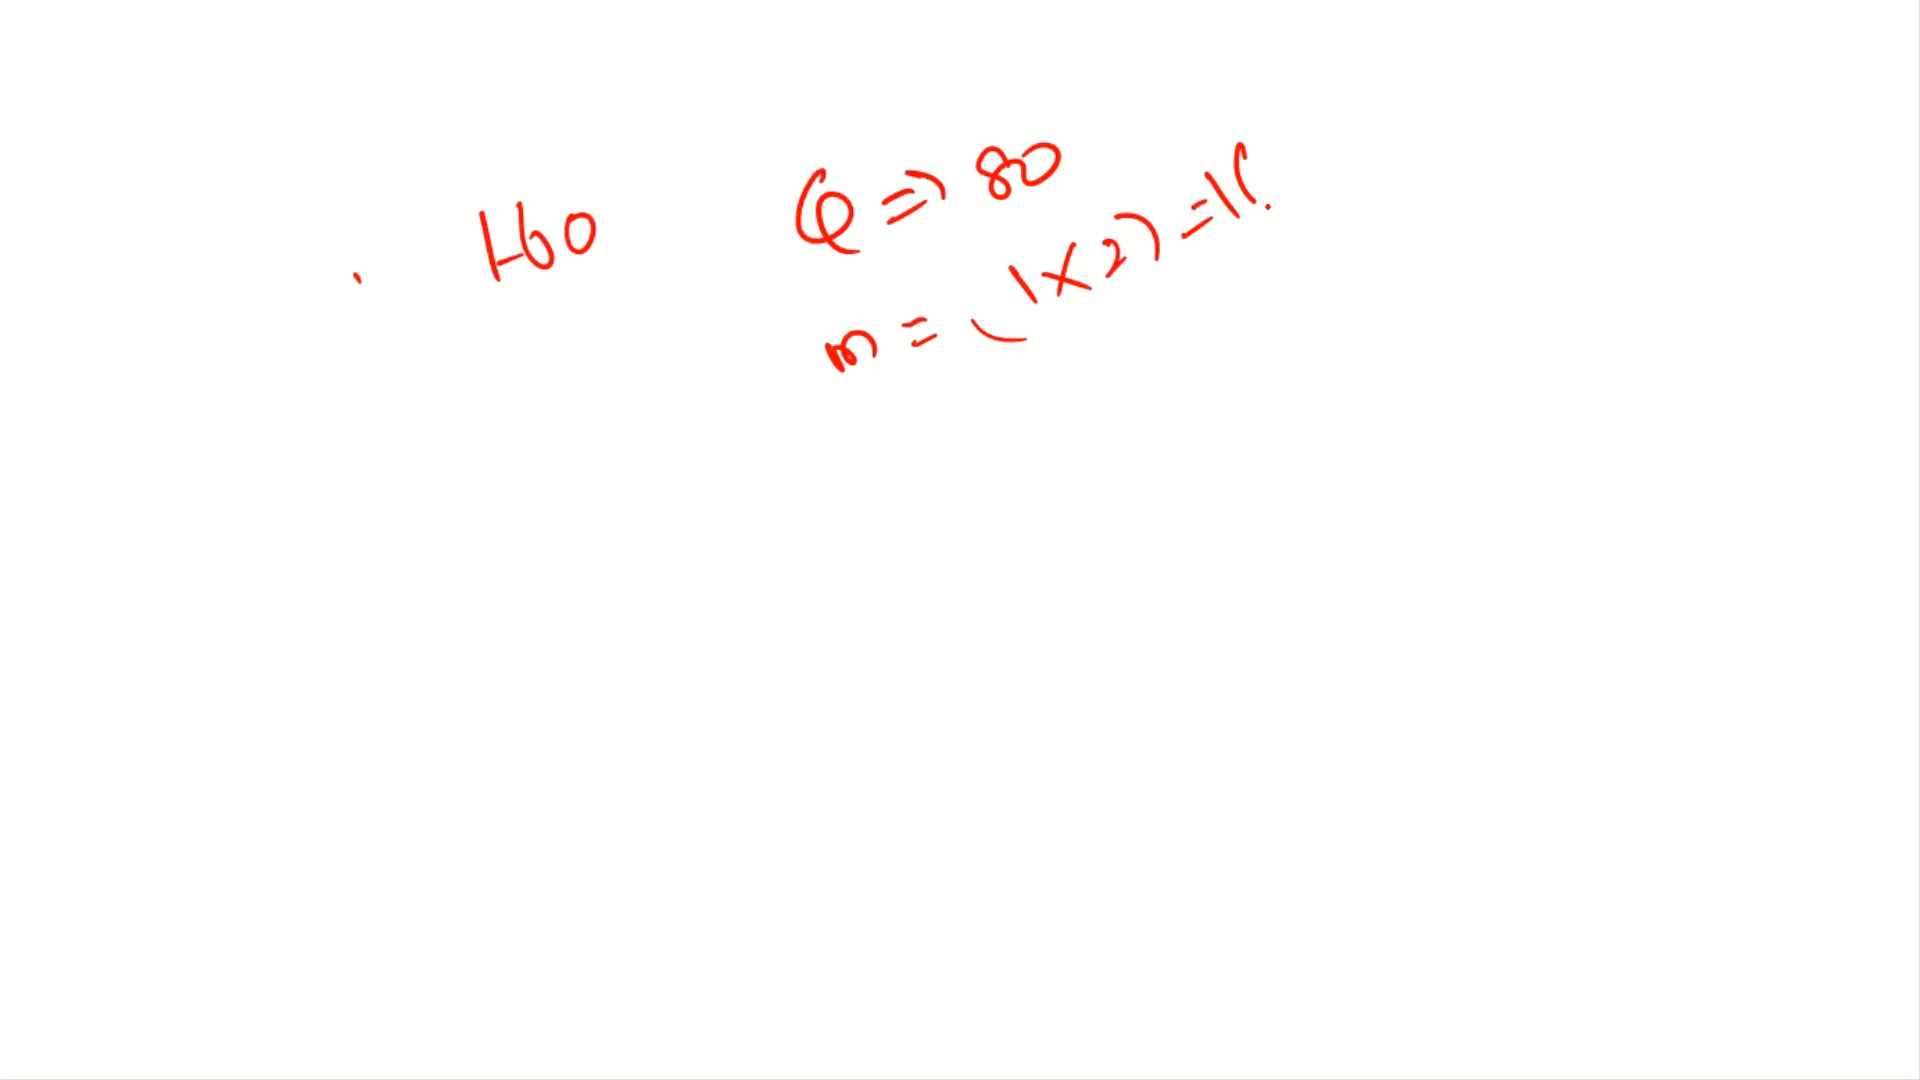 160
Q => 80
m = (1x2) = 1